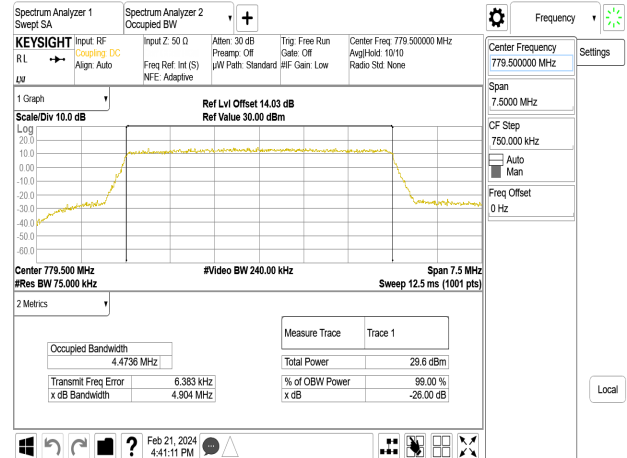 Spectrum Analyzer 1
Swept SA
Spectrum Analyzer 2
Occupied BW
Frequency
KEYSIGHT
R L
Input: RF
Coupling: DC
Align: Auto
Input Z: 50 Ω
Freq Ref: Int (S)
NFE: Adaptive
Atten: 30 dB
Preamp: Off
µW Path: Standard
Trig: Free Run
Gate: Off
#IF Gain: Low
Center Freq: 779.500000 MHz
Avg|Hold: 10/10
Radio Std: None
Center Frequency
779.500000 MHz
Settings
Span
7.5000 MHz
CF Step
750.000 kHz
Auto
Man
Freq Offset
0 Hz
Local
1 Graph
Scale/Div 10.0 dB
Ref Lvl Offset 14.03 dB
Ref Value 30.00 dBm
Log
20.0
10.0
0.00
-10.0
-20.0
-30.0
-40.0
-50.0
-60.0
Center 779.500 MHz
#Video BW 240.00 kHz
Span 7.5 MHz
#Res BW 75.000 kHz
Sweep 12.5 ms (1001 pts)
2 Metrics
Measure Trace Trace 1
Occupied Bandwidth
4.4736 MHz
Total Power 29.6 dBm
Transmit Freq Error 6.383 kHz
% of OBW Power 99.00 %
x dB Bandwidth 4.904 MHz
x dB -26.00 dB
?
Feb 21, 2024
4:41:11 PM